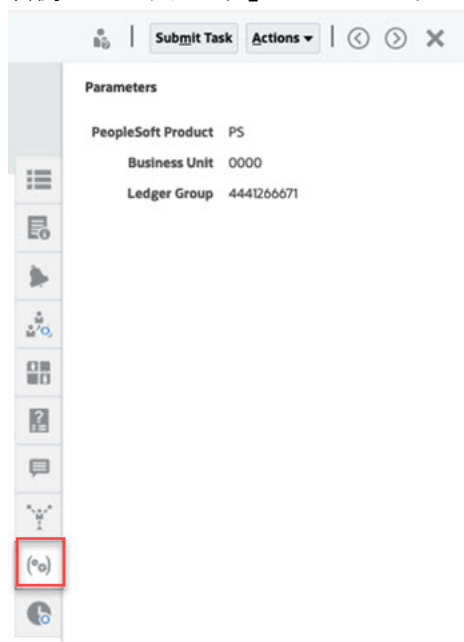 Submit Task Actions
Parameters
PeopleSoft Product PS
Business Unit 0000
Ledger Group 4441266671